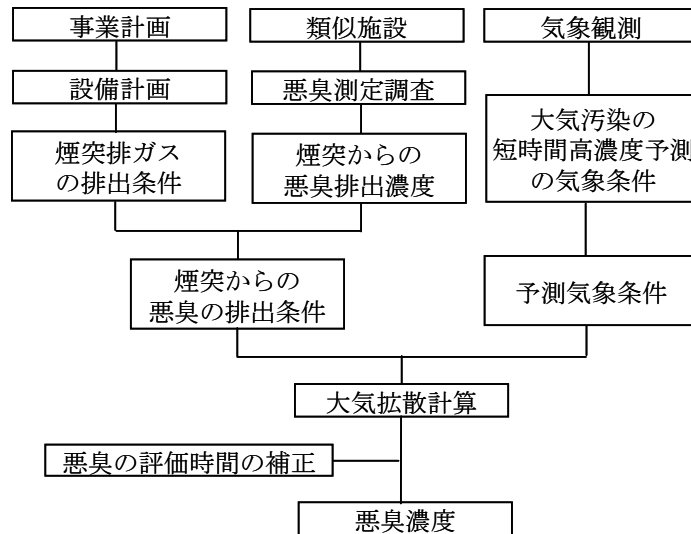 事業計画
類似施設
気象観測
設備計画
悪臭測定調査
煙突排ガス
の排出条件
煙突からの
悪臭排出濃度
大気汚染の
短時間高濃度予測
の気象条件
煙突からの
悪臭の排出条件
予測気象条件
大気拡散計算
悪臭の評価時間の補正
悪臭濃度